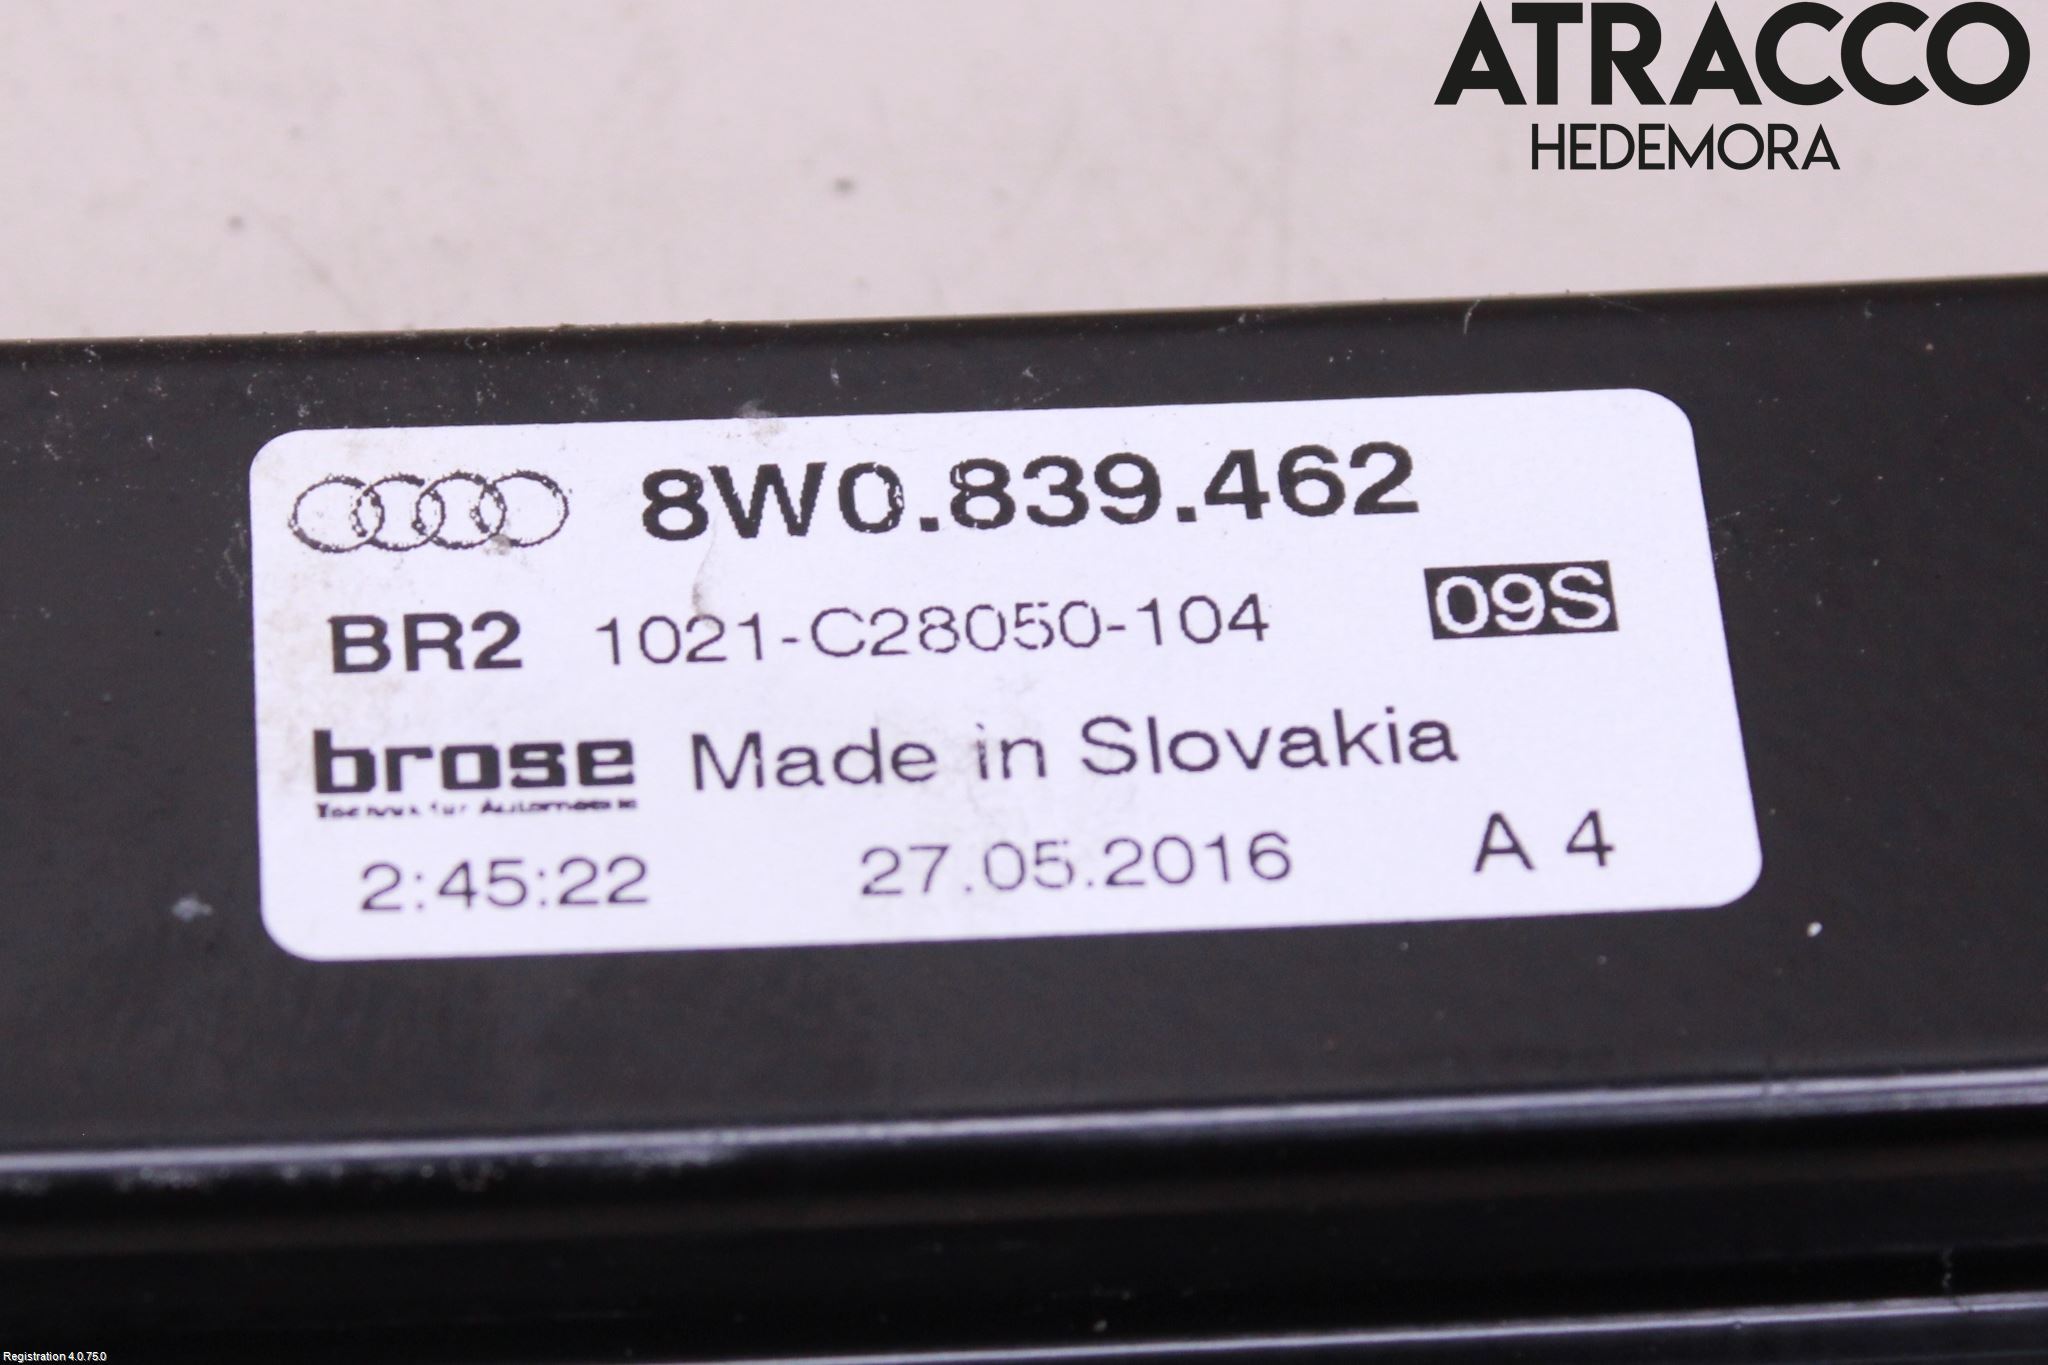 ATRACCO
HEDEMORA
8W0.839.462
BR2 1021-C28050-104 09S
brose Made in Slovakia
2:45:22 27.05.2016 A 4
Registration 4.0.75.0